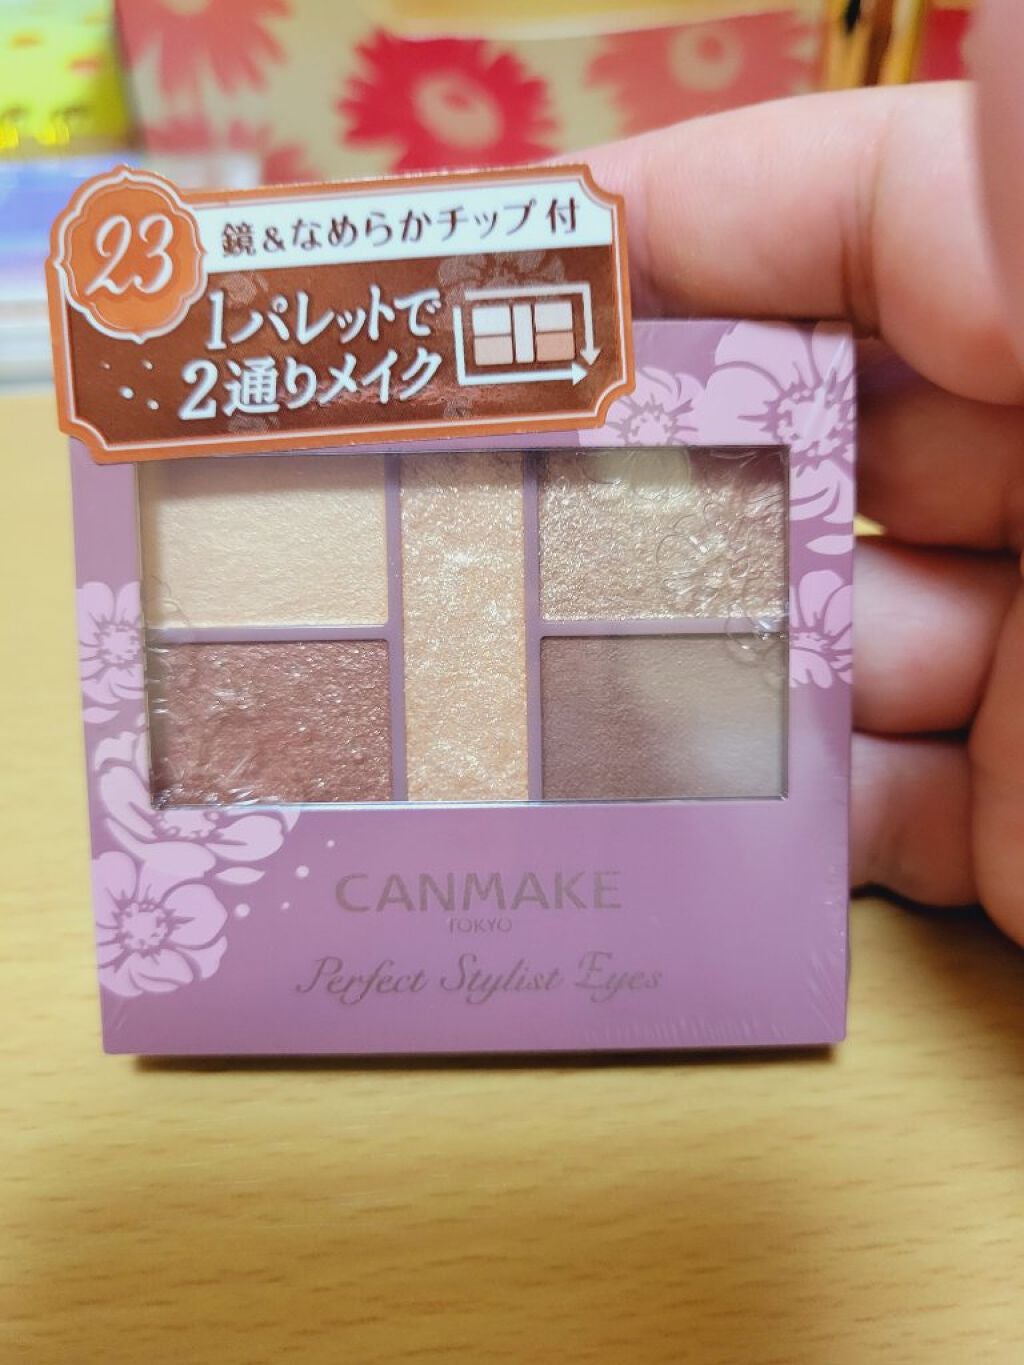 23
鏡&なめらかチップ付
1パレットで
2通りメイク
CANMAKE
TOKYO
Perfect Stylist Eyes